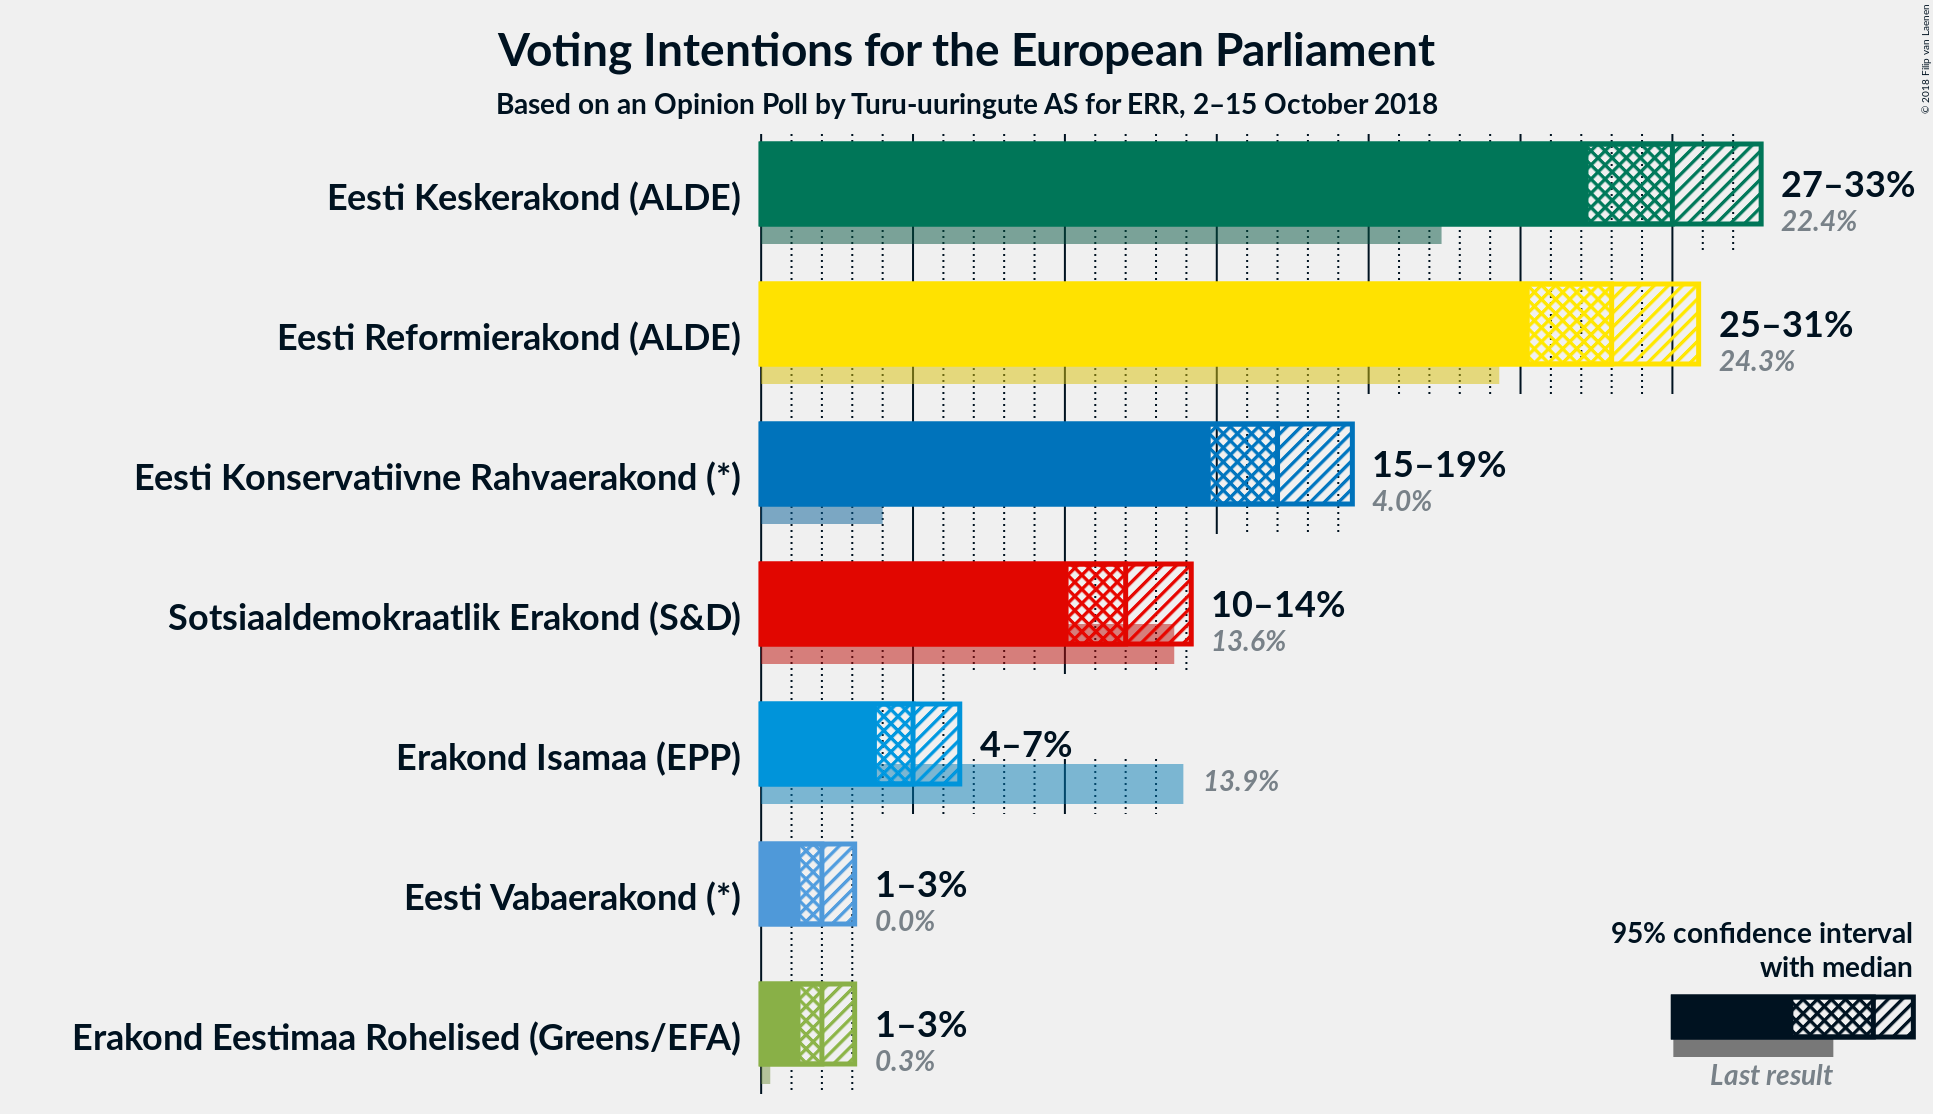 Voting Intentions for the European Parliament
Based on an Opinion Poll by Turu-uuringute AS for ERR, 2–15 October 2018
© 2018 Filip van Laenen
Eesti Keskerakond (ALDE)
27–33%
22.4%
Eesti Reformierakond (ALDE)
25–31%
24.3%
Eesti Konservatiivne Rahvaerakond (*)
15–19%
4.0%
Sotsiaaldemokraatlik Erakond (S&D)
10–14%
13.6%
Erakond Isamaa (EPP)
4–7%
13.9%
Eesti Vabaerakond (*)
1–3%
0.0%
Erakond Eestimaa Rohelised (Greens/EFA)
1–3%
0.3%
95% confidence interval
with median
Last result